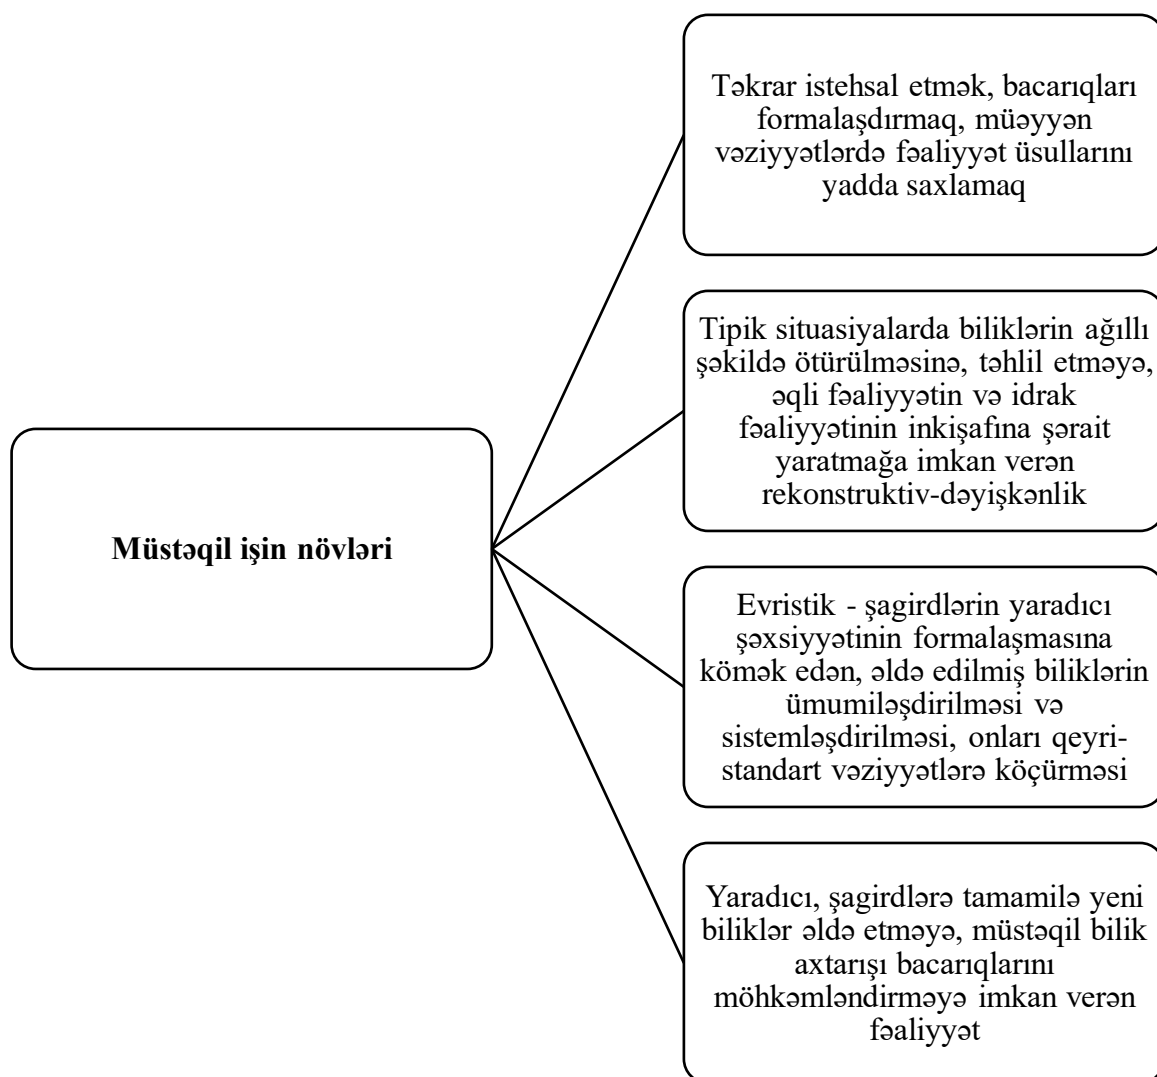 Təkrar istehsal etmək, bacarıqları
formalaşdırmaq, müəyyən
vəziyyətlərdə fəaliyyət üsullarını
yadda saxlamaq
Tipik situasiyalarda biliklərin ağıllı
şəkildə ötürülməsinə, təhlil etməyə,
əqli fəaliyyətin və idrak
fəaliyyətinin inkişafına şərait
yaratmağa imkan verən
rekonstruktiv-dəyişkənlik
Müstəqil işin növləri
Evristik - şagirdlərin yaradıcı
şəxsiyyətinin formalaşmasına
kömək edən, əldə edilmiş biliklərin
ümumiləşdirilməsi və
sistemləşdirilməsi, onları qeyri-
standart vəziyyətlərə köçürməsi
Yaradıcı, şagirdlərə tamamilə yeni
biliklər əldə etməyə, müstəqil bilik
axtarışı bacarıqlarını
möhkəmləndirməyə imkan verən
fəaliyyət